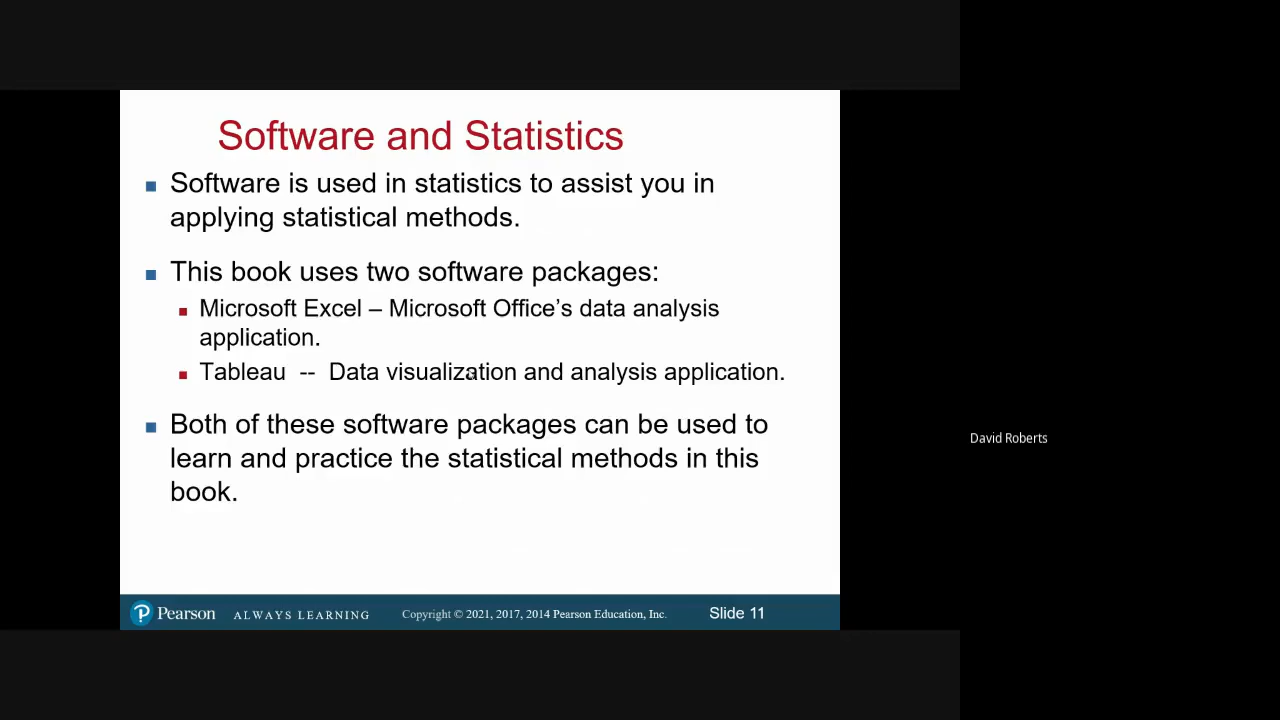 Software and Statistics
Software is used in statistics to assist you in
applying statistical methods.
This book uses two software packages:
Microsoft Excel – Microsoft Office’s data analysis
application.
Tableau -- Data visualization and analysis application.
Both of these software packages can be used to
learn and practice the statistical methods in this
book.
Pearson ALWAYS LEARNING Copyright © 2021, 2017, 2014 Pearson Education, Inc. Slide 11
David Roberts